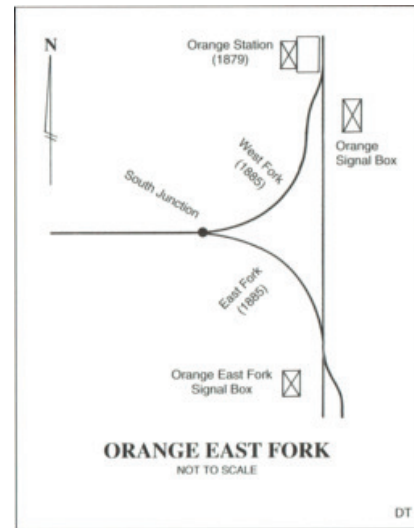 N
Orange Station
(1879)
Orange
Signal Box
West Fork
(1885)
South Junction
East Fork
(1885)
Orange East Fork
Signal Box
ORANGE EAST FORK
NOT TO SCALE
DT